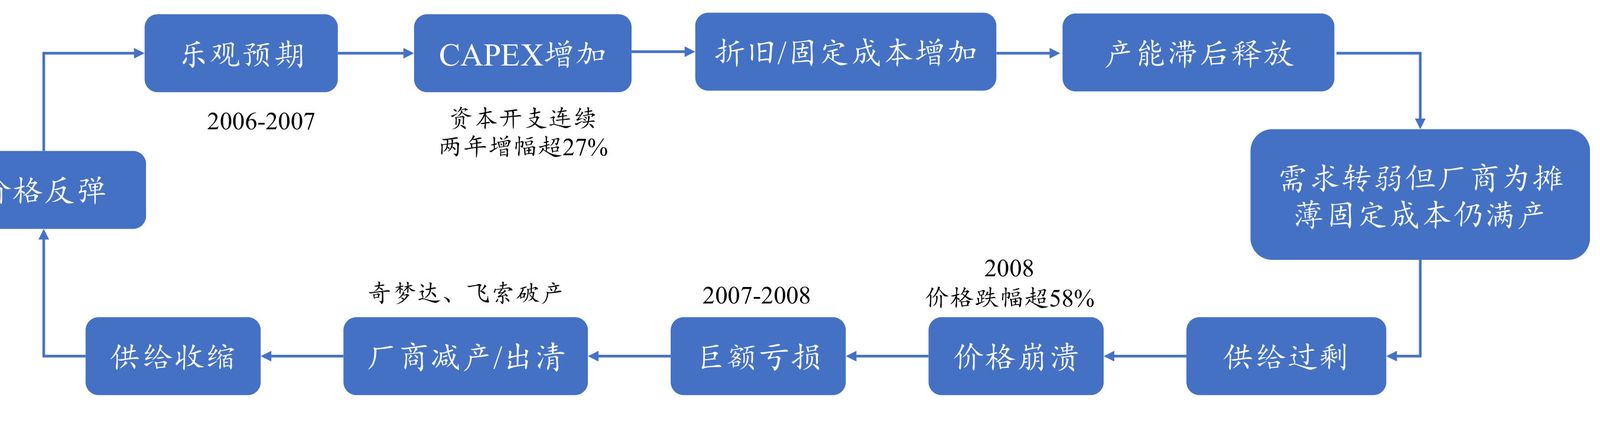 乐观预期
CAPEX增加
折旧/固定成本增加
产能滞后释放
2006-2007
资本开支连续
两年增幅超27%
价格反弹
需求转弱但厂商为摊
薄固定成本仍满产
奇梦达、飞索破产
2007-2008
2008
价格跌幅超58%
供给收缩
厂商减产/出清
巨额亏损
价格崩溃
供给过剩